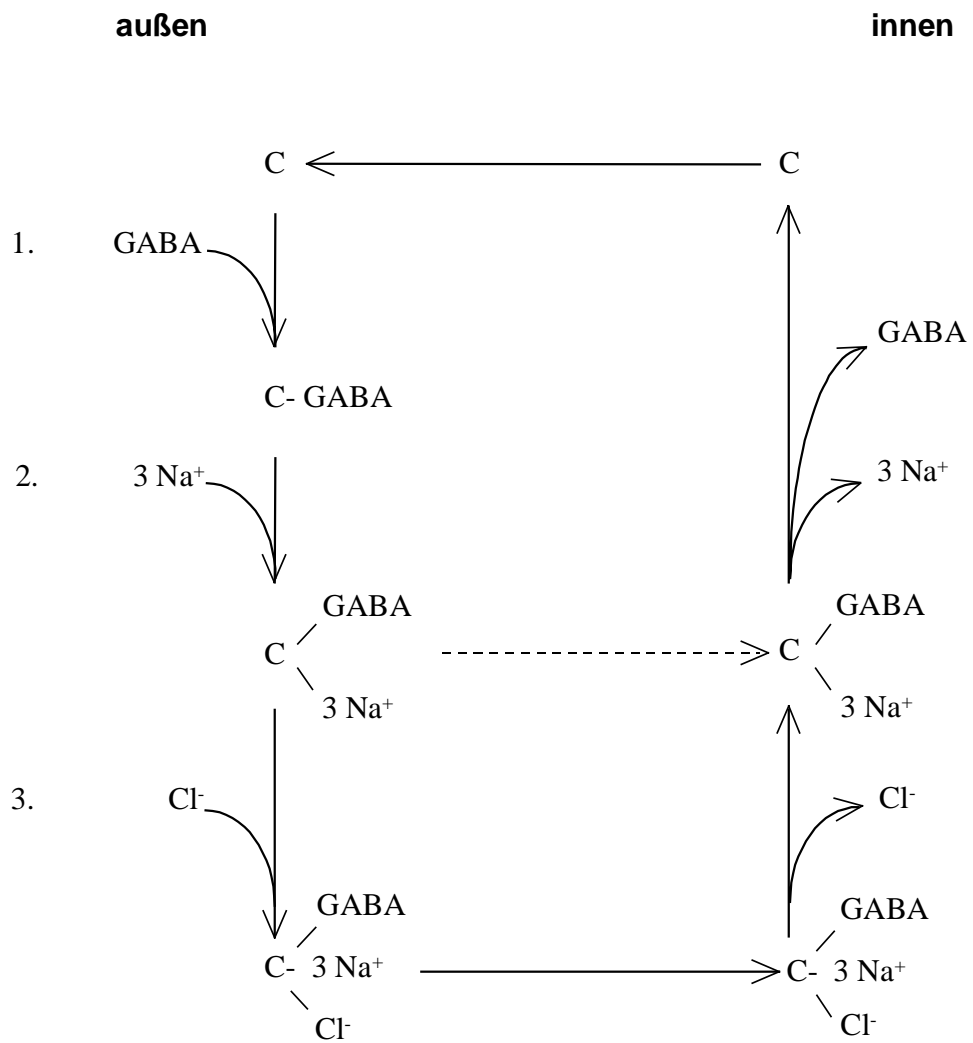 außen innen
C C
1. GABA
GABA
C- GABA
2. 3 Na⁺ 3 Na⁺
GABA GABA
C C
3 Na⁺ 3 Na⁺
3. Cl⁻ Cl⁻
GABA GABA
C- 3 Na⁺ C- 3 Na⁺
Cl⁻ Cl⁻